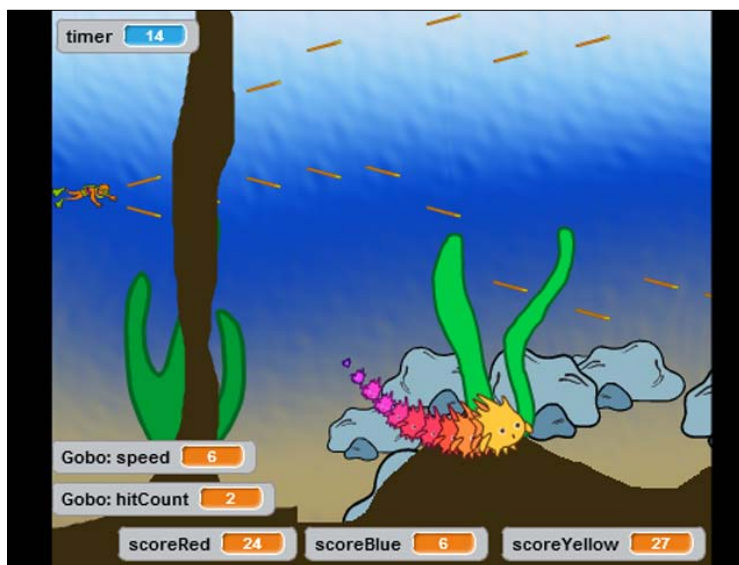 timer 14
Gobo: speed 6
Gobo: hitCount 2
scoreRed 24 scoreBlue 6 scoreYellow 27